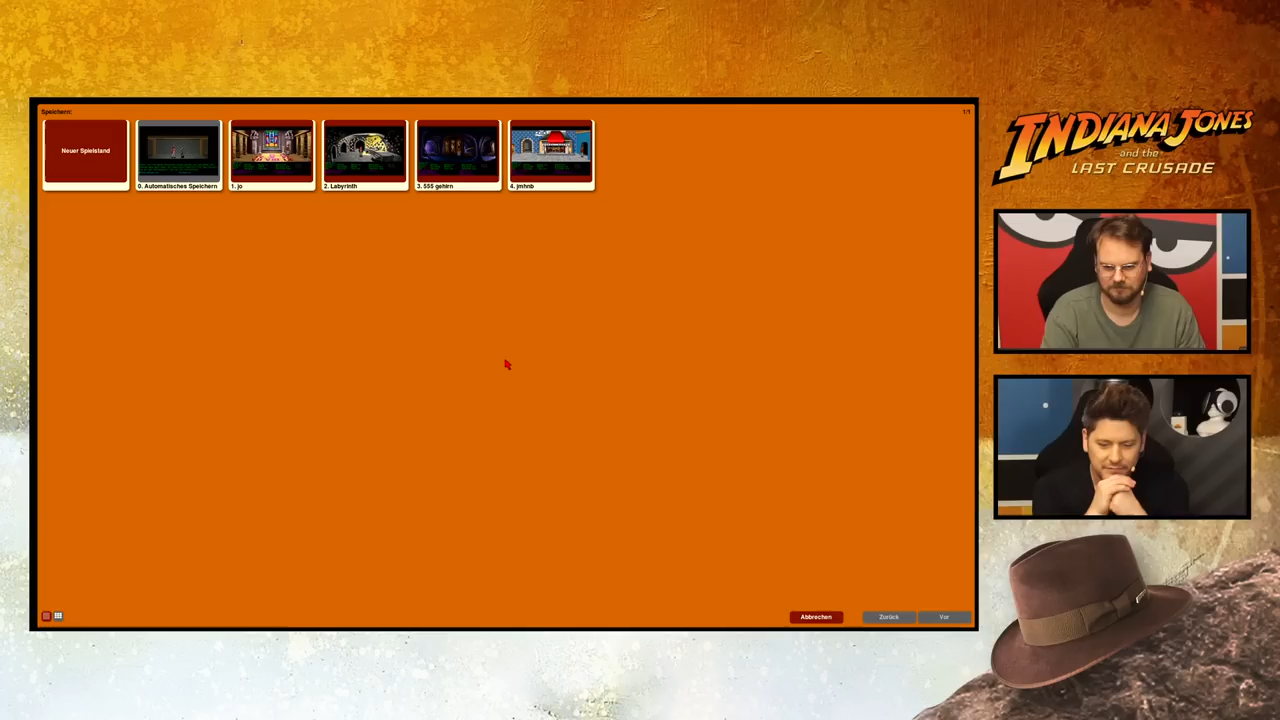 Speichern:
1/1
Neuer Spielstand
0. Automatisches Speichern
1. jo
2. Labyrinth
3. 555 gehirn
4. jmhnb
Abbrechen
Zurück
Vor
INDIANA JONES
and the
LAST CRUSADE